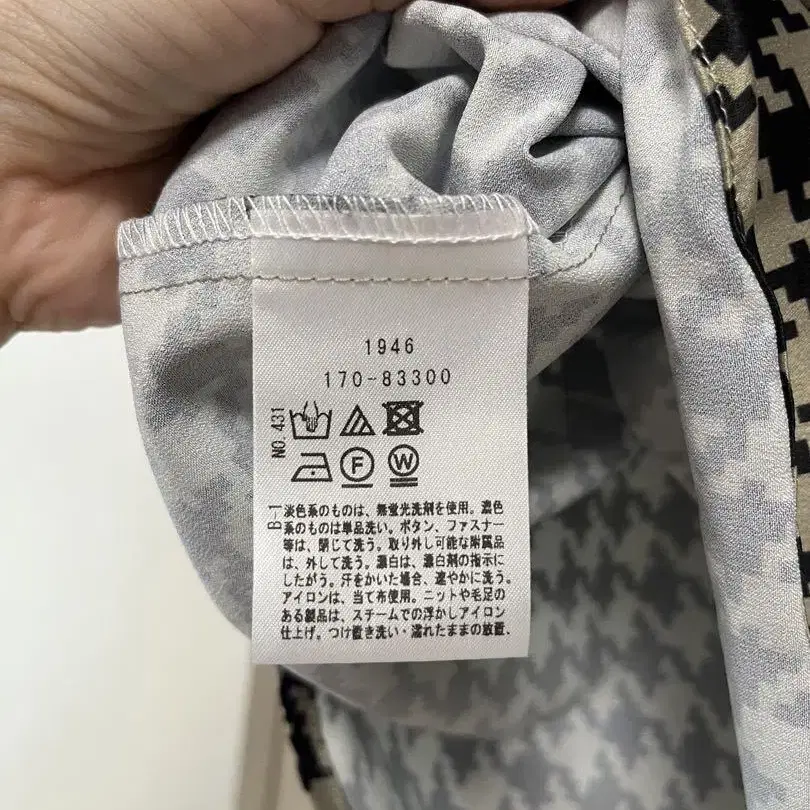 1946
170-83300
NO. 431
F W
B-1
淡色系のものは、無蛍光洗剤を使用。濃色
系のものは単品洗い。ボタン、ファスナー
等は、閉じて洗う。取り外し可能な附属品
は、外して洗う。漂白は、漂白剤の指示に
したがう。汗をかいた場合、速やかに洗う。
アイロンは、当て布使用。ニットや毛足の
ある製品は、スチームでの浮かしアイロン
仕上げ。つけ置き洗い・濡れたままの放置、